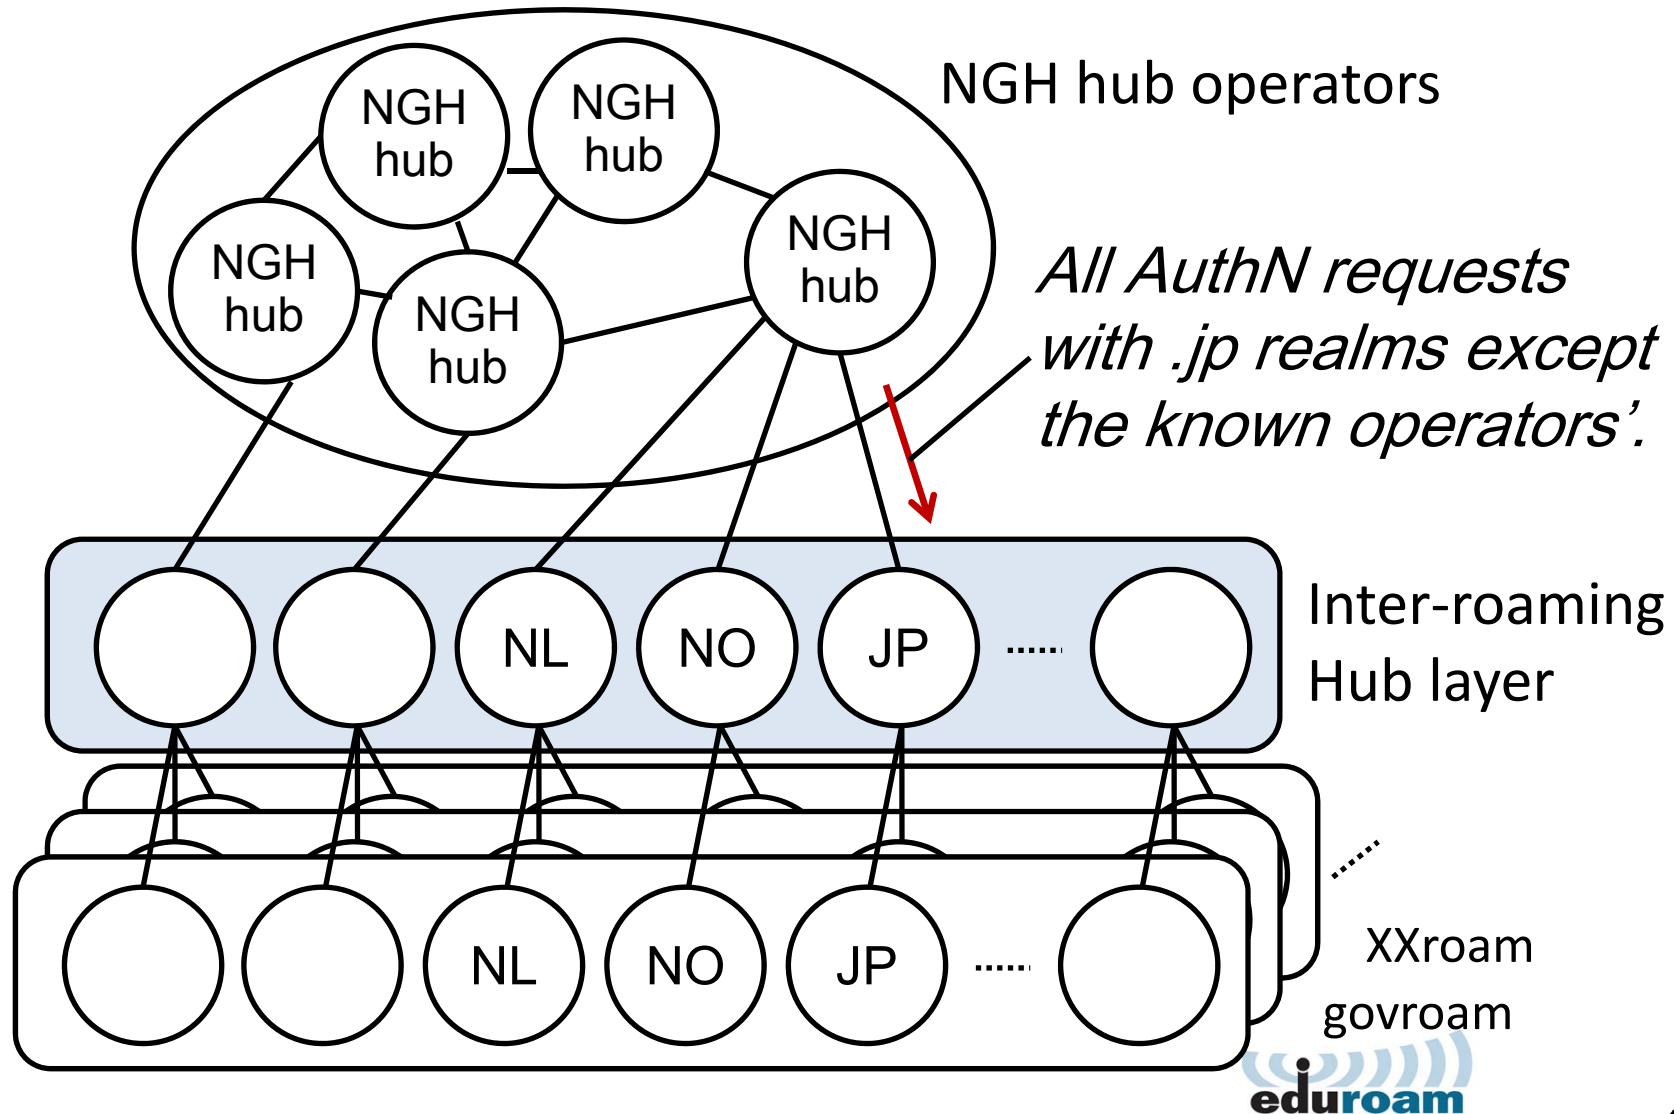 NGH
hub
NGH
hub
NGH hub operators
NGH
hub
NGH
hub
NGH
hub
All AuthN requests
with .jp realms except
the known operators’.
NL
NO
JP
......
Inter-roaming
Hub layer
NL
NO
JP
......
XXroam
govroam
eduroam